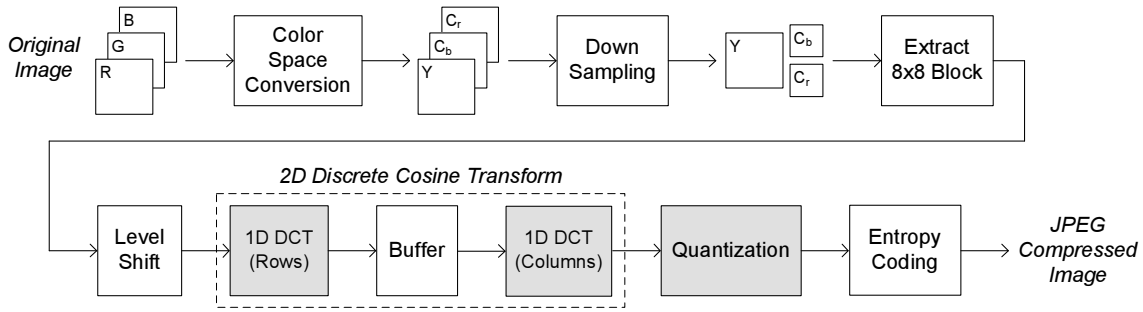 Original
Image
B
G
R
Color
Space
Conversion
Cr
Cb
Y
Down
Sampling
Y
Cb
Cr
Extract
8x8 Block
2D Discrete Cosine Transform
Level
Shift
1D DCT
(Rows)
Buffer
1D DCT
(Columns)
Quantization
Entropy
Coding
JPEG
Compressed
Image